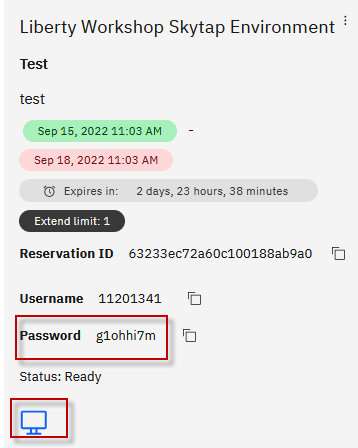 Liberty Workshop Skytap Environment
Test
test
Sep 15, 2022 11:03 AM -
Sep 18, 2022 11:03 AM
Expires in: 2 days, 23 hours, 38 minutes
Extend limit: 1
Reservation ID 63233ec72a60c100188ab9a0
Username 11201341
Password g1ohhi7m
Status: Ready